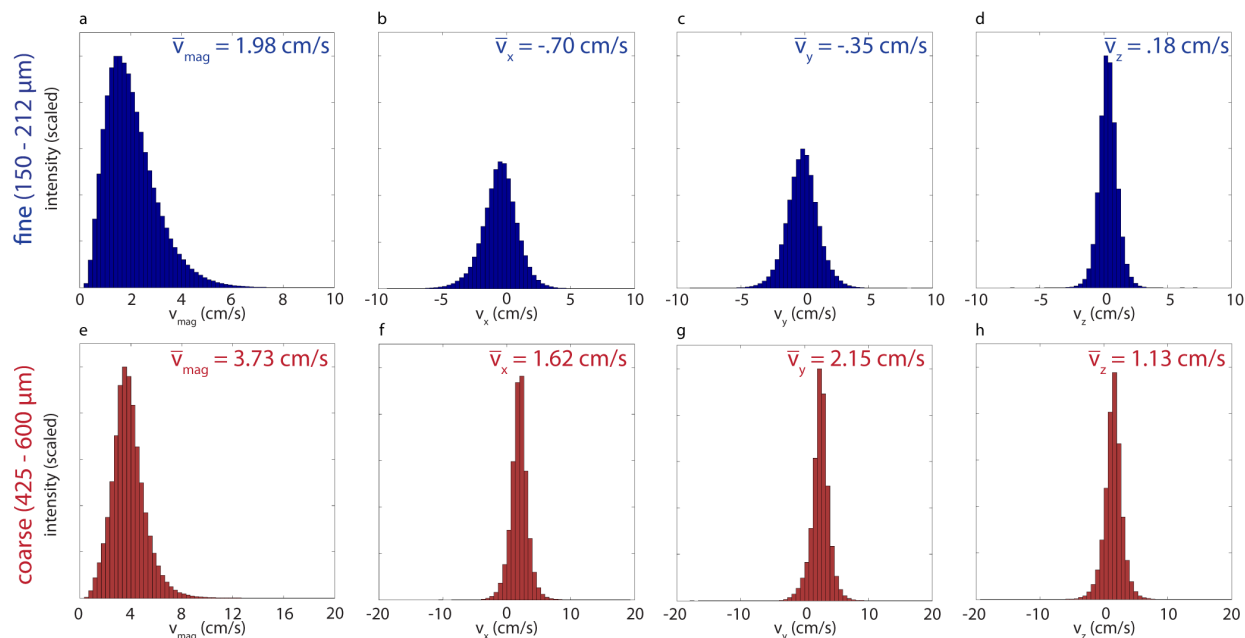 a
b
c
d
v̅mag = 1.98 cm/s
v̅x = -.70 cm/s
v̅y = -.35 cm/s
v̅z = .18 cm/s
fine (150 - 212 µm)
intensity (scaled)
0 2 4 6 8 10
-10 -5 0 5 10
-10 -5 0 5 10
-10 -5 0 5 10
vmag (cm/s)
vx (cm/s)
vy (cm/s)
vz (cm/s)
e
f
g
h
v̅mag = 3.73 cm/s
v̅x = 1.62 cm/s
v̅y = 2.15 cm/s
v̅z = 1.13 cm/s
coarse (425 - 600 µm)
intensity (scaled)
0 4 8 12 16 20
-20 -10 0 10 20
-20 -10 0 10 20
-20 -10 0 10 20
vmag (cm/s)
vx (cm/s)
vy (cm/s)
vz (cm/s)